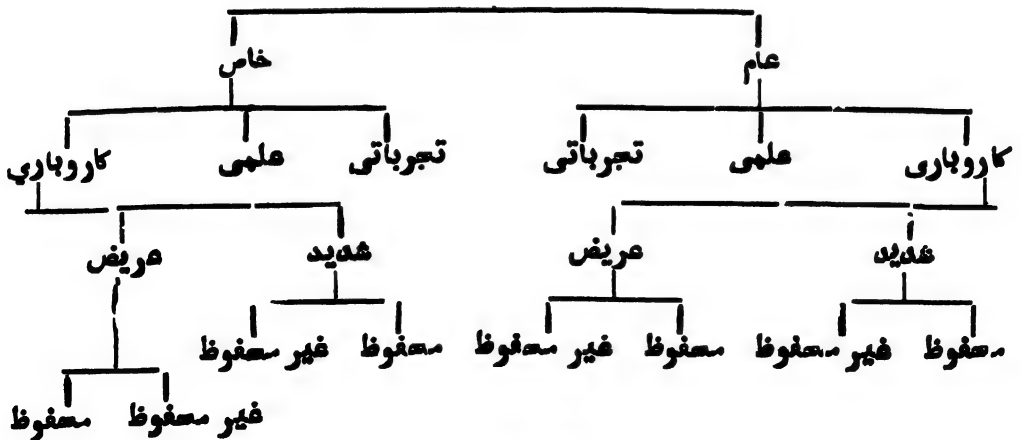 عام خاص
کاروباری علمی تجرباتی تجرباتی علمی کاروباري
شدید عریض شدید عریض
محفوظ غیر محفوظ محفوظ غیر محفوظ محفوظ غیر محفوظ
غیر محفوظ محفوظ